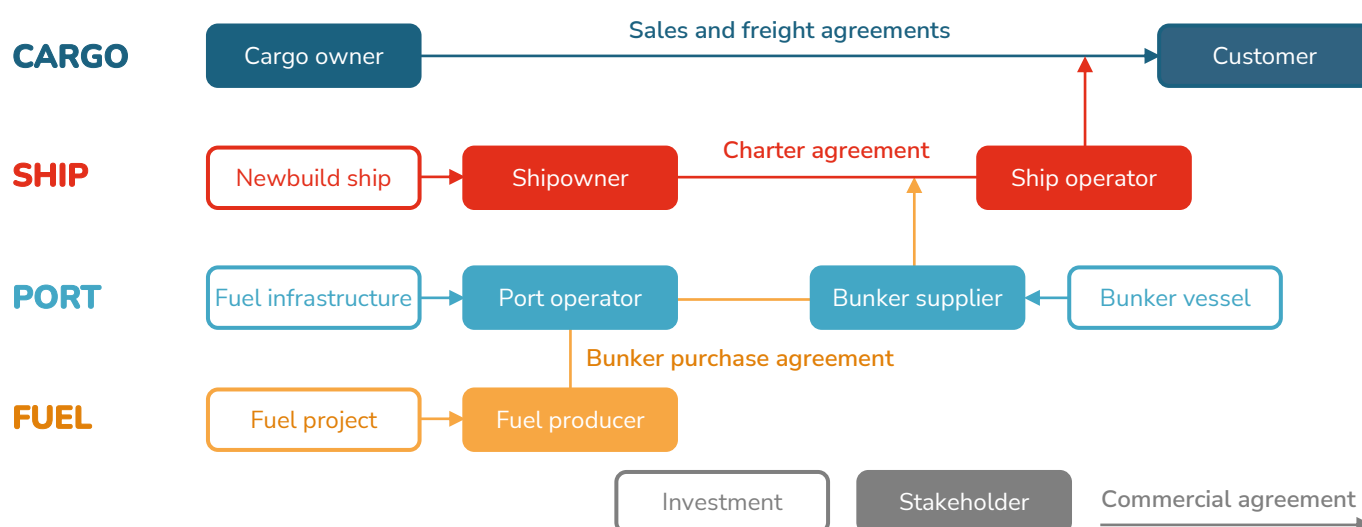 Sales and freight agreements
CARGO
Cargo owner
Customer
Charter agreement
SHIP
Newbuild ship
Shipowner
Ship operator
PORT
Fuel infrastructure
Port operator
Bunker supplier
Bunker vessel
Bunker purchase agreement
FUEL
Fuel project
Fuel producer
Investment
Stakeholder
Commercial agreement